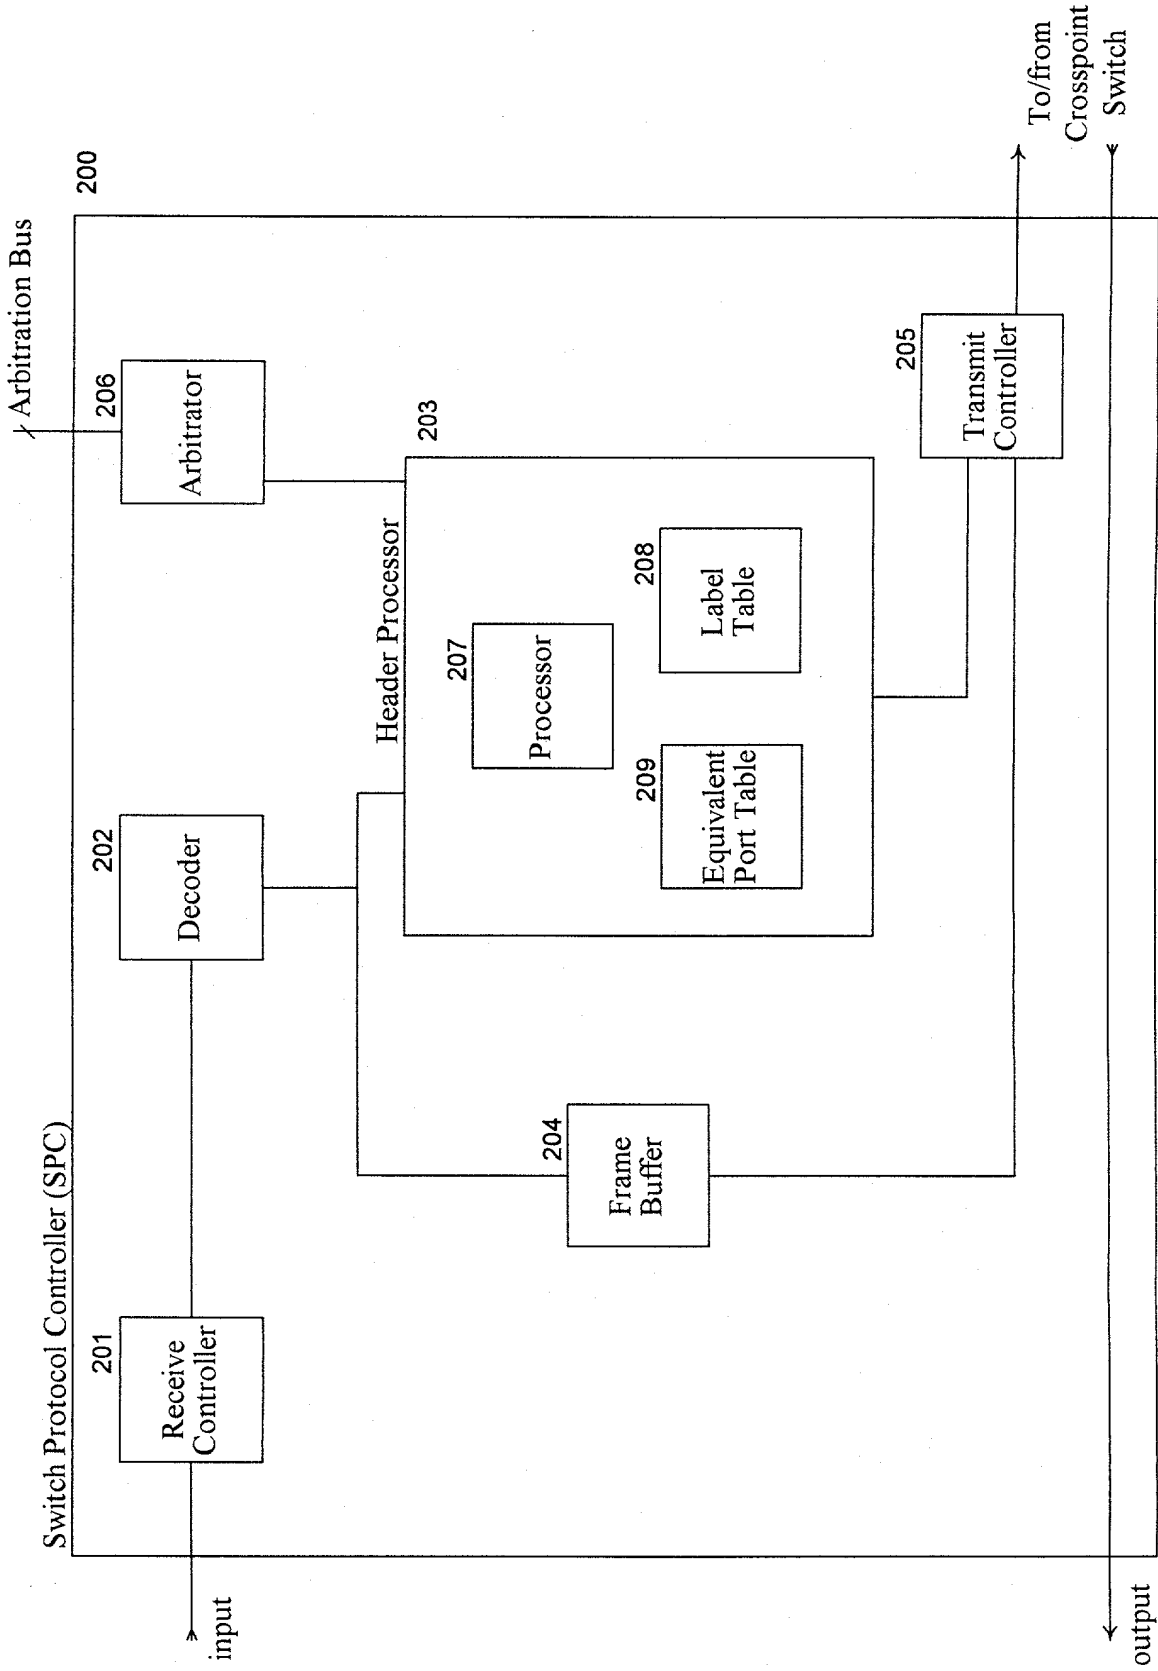 Switch Protocol Controller (SPC)
200
Arbitration Bus
input
201
Receive
Controller
202
Decoder
206
Arbitrator
Header Processor
203
207
Processor
209
Equivalent
Port Table
208
Label
Table
204
Frame
Buffer
205
Transmit
Controller
To/from
Crosspoint
Switch
output